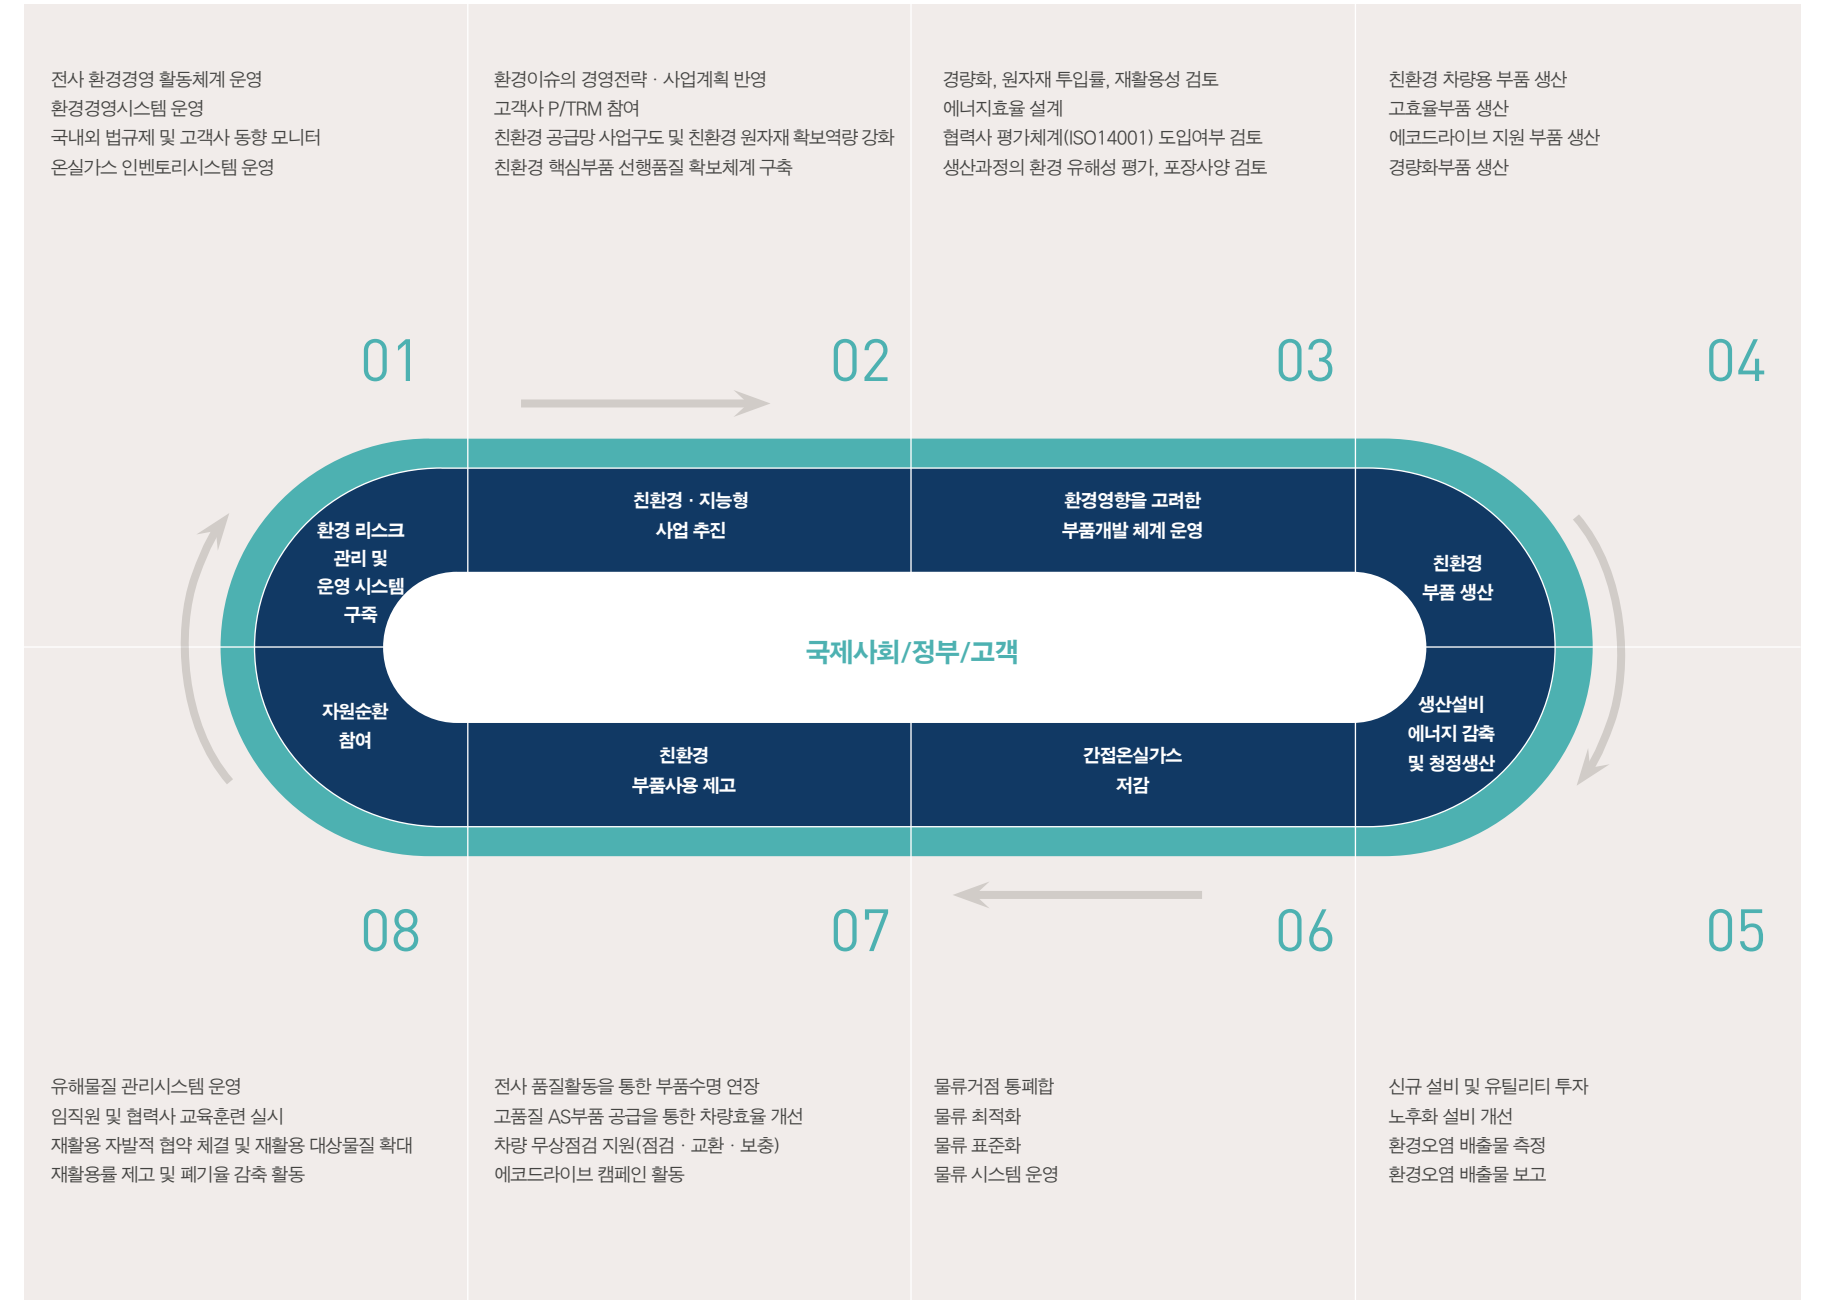 전사 환경경영 활동체계 운영
환경경영시스템 운영
국내외 법규제 및 고객사 동향 모니터
온실가스 인벤토리시스템 운영
환경이슈의 경영전략 · 사업계획 반영
고객사 P/TRM 참여
친환경 공급망 사업구도 및 친환경 원자재 확보역량 강화
친환경 핵심부품 선행품질 확보체계 구축
경량화, 원자재 투입률, 재활용성 검토
에너지효율 설계
협력사 평가체계(ISO14001) 도입여부 검토
생산과정의 환경 유해성 평가, 포장사양 검토
친환경 차량용 부품 생산
고효율부품 생산
에코드라이브 지원 부품 생산
경량화부품 생산
01
02
03
04
환경 리스크
관리 및
운영 시스템
구죽
친환경 · 지능형
사업 추진
환경영향을 고려한
부품개발 체계 운영
친환경
부품 생산
국제사회/정부/고객
자원순환
참여
친환경
부품사용 제고
간접온실가스
저감
생산설비
에너지 감축
및 청정생산
08
07
06
05
유해물질 관리시스템 운영
임직원 및 협력사 교육훈련 실시
재활용 자발적 협약 체결 및 재활용 대상물질 확대
재활용률 제고 및 폐기율 감축 활동
전사 품질활동을 통한 부품수명 연장
고품질 AS부품 공급을 통한 차량효율 개선
차량 무상점검 지원(점검 · 교환 · 보충)
에코드라이브 캠페인 활동
물류거점 통폐합
물류 최적화
물류 표준화
물류 시스템 운영
신규 설비 및 유틸리티 투자
노후화 설비 개선
환경오염 배출물 측정
환경오염 배출물 보고